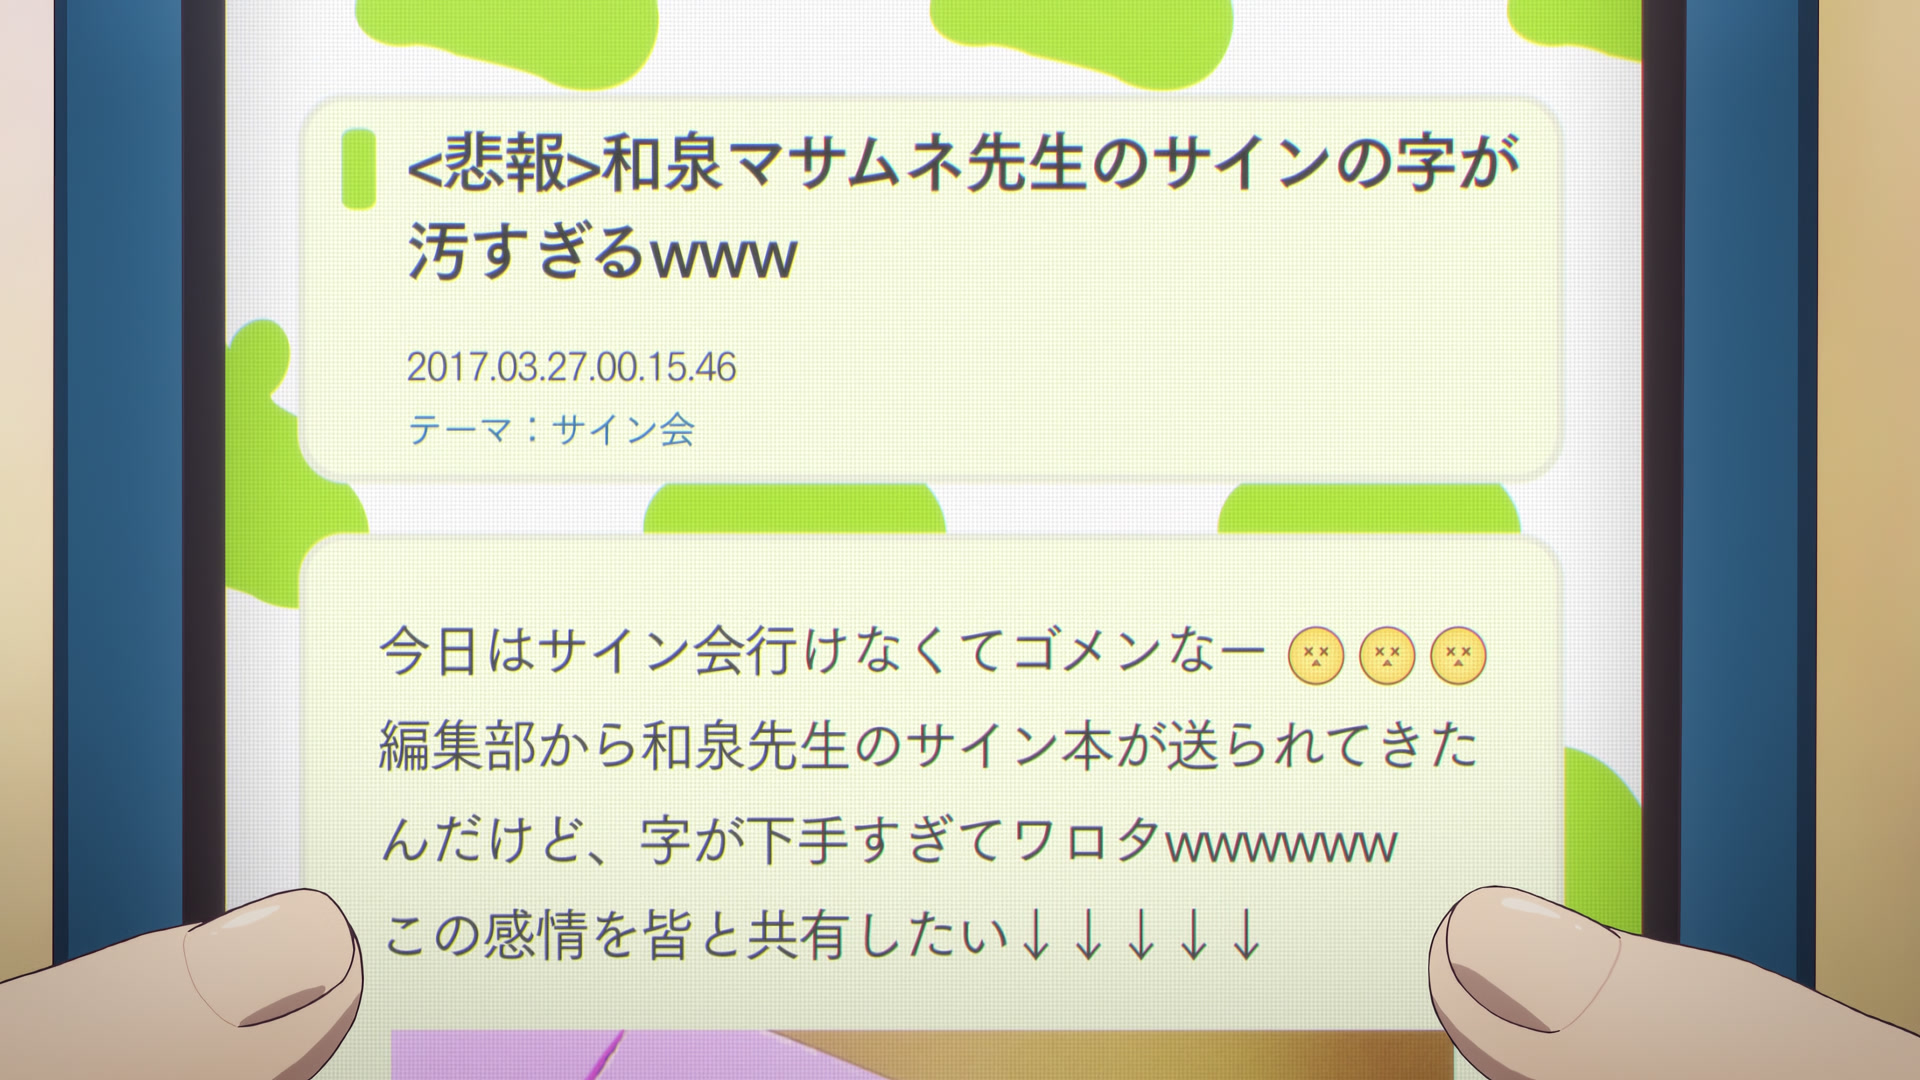 <悲報>和泉マサムネ先生のサインの字が
汚すぎるwww
2017.03.27.00.15.46
テーマ：サイン会
今日はサイン会行けなくてゴメンなー
編集部から和泉先生のサイン本が送られてきた
んだけど、字が下手すぎてワロタwwwwwww
この感情を皆と共有したい↓↓↓↓↓